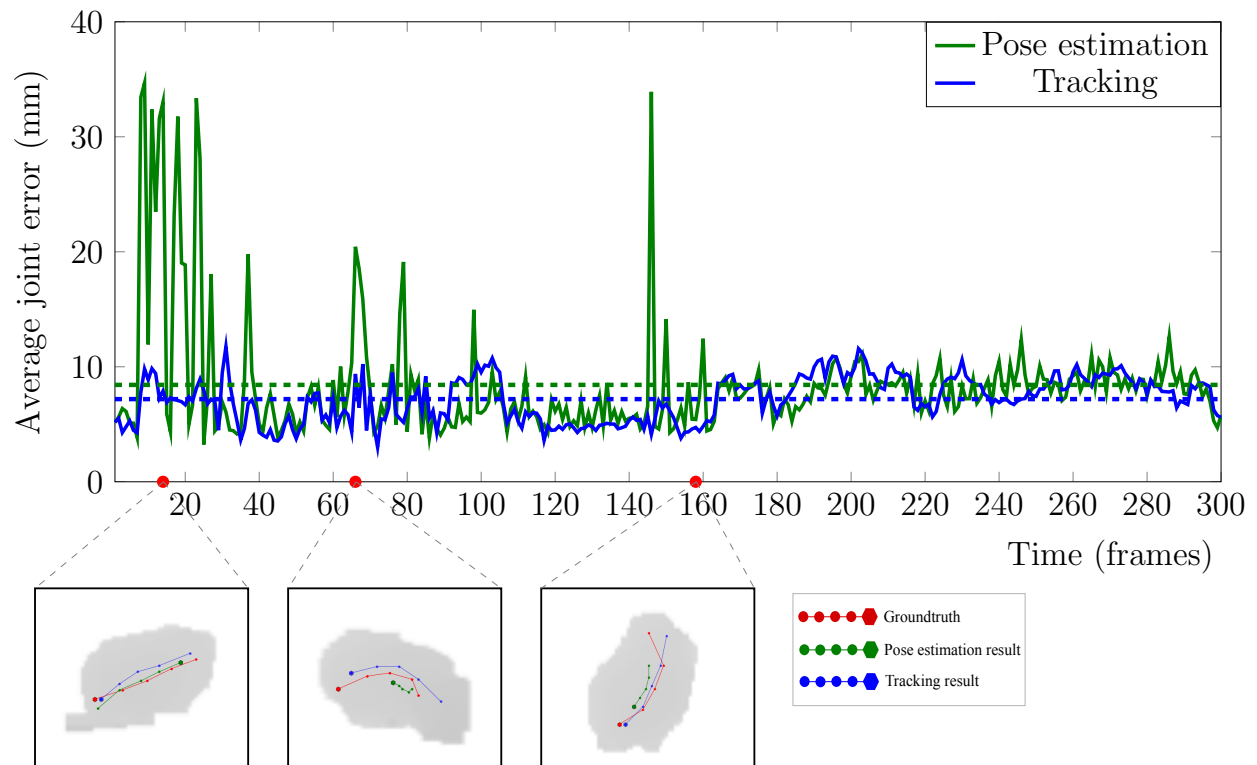 40
30
20
10
0
Average joint error (mm)
Pose estimation
Tracking
20 40 60 80 100 120 140 160 180 200 220 240 260 280 300
Time (frames)
Groundtruth
Pose estimation result
Tracking result